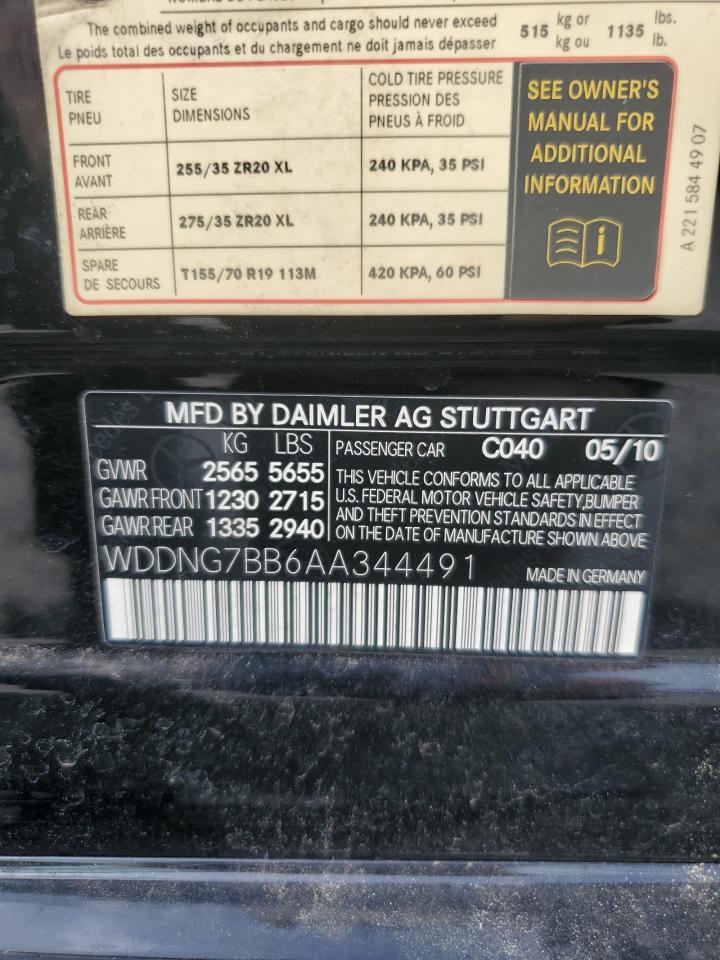 The combined weight of occupants and cargo should never exceed 515 kg or 1135 lbs.
Le poids total des occupants et du chargement ne doit jamais dépasser kg ou lb.
TIRE SIZE COLD TIRE PRESSURE
PNEU DIMENSIONS PRESSION DES PNEUS À FROID
FRONT AVANT 255/35 ZR20 XL 240 KPA, 35 PSI
REAR ARRIÈRE 275/35 ZR20 XL 240 KPA, 35 PSI
SPARE DE SECOURS T155/70 R19 113M 420 KPA, 60 PSI
SEE OWNER'S
MANUAL FOR
ADDITIONAL
INFORMATION
i
A 221 584 49 07
MFD BY DAIMLER AG STUTTGART
KG LBS
GVWR 2565 5655
GAWR FRONT 1230 2715
GAWR REAR 1335 2940
PASSENGER CAR C040 05/10
THIS VEHICLE CONFORMS TO ALL APPLICABLE
U.S. FEDERAL MOTOR VEHICLE SAFETY,BUMPER
AND THEFT PREVENTION STANDARDS IN EFFECT
ON THE DATE OF MANUFACTURE SHOWN ABOVE
WDDNG7BB6AA344491
MADE IN GERMANY